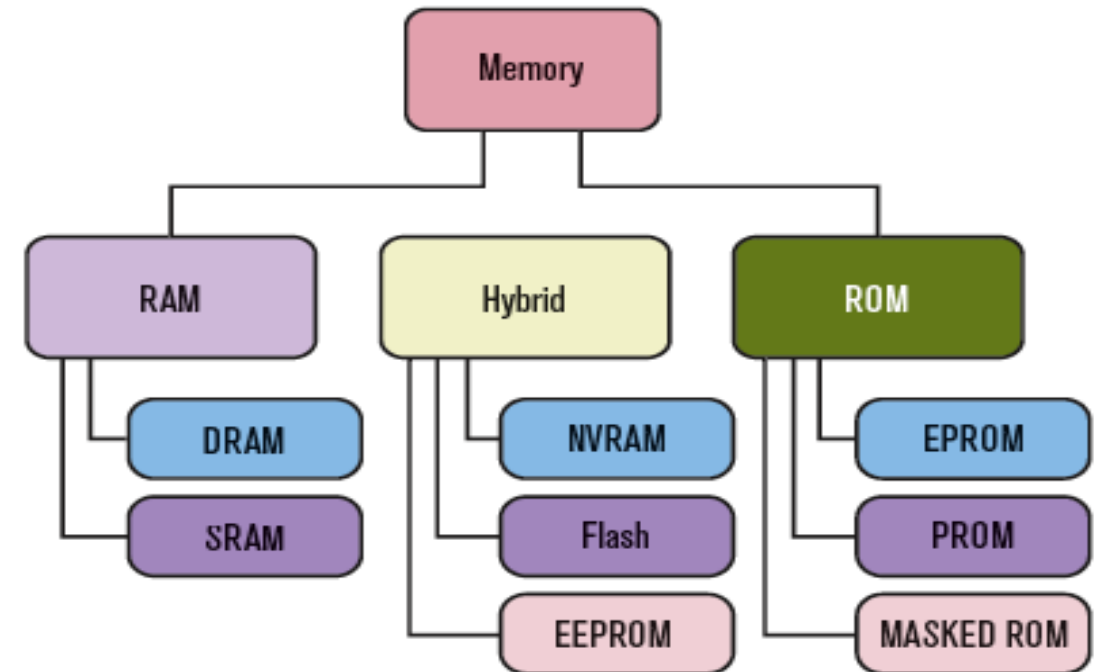 Memory
RAM
Hybrid
ROM
DRAM
NVRAM
EPROM
SRAM
Flash
PROM
EEPROM
MASKED ROM